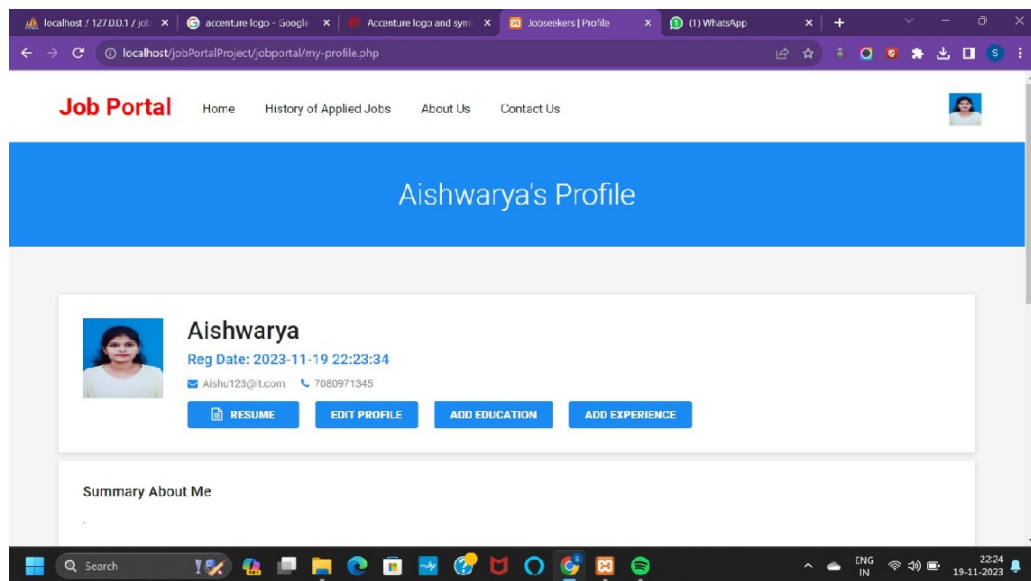 localhost / 127.0.0.1 / job
accenture logo - Google
Accenture logo and sym
Jobseekers | Profile
(1) WhatsApp
localhost/jobPortalProject/jobportal/my-profile.php
S
Job Portal
Home
History of Applied Jobs
About Us
Contact Us
Aishwarya's Profile
Aishwarya
Reg Date: 2023-11-19 22:23:34
Aishu123@it.com 7080971345
RESUME
EDIT PROFILE
ADD EDUCATION
ADD EXPERIENCE
Summary About Me
.
Search
ENG
IN
22:24
19-11-2023